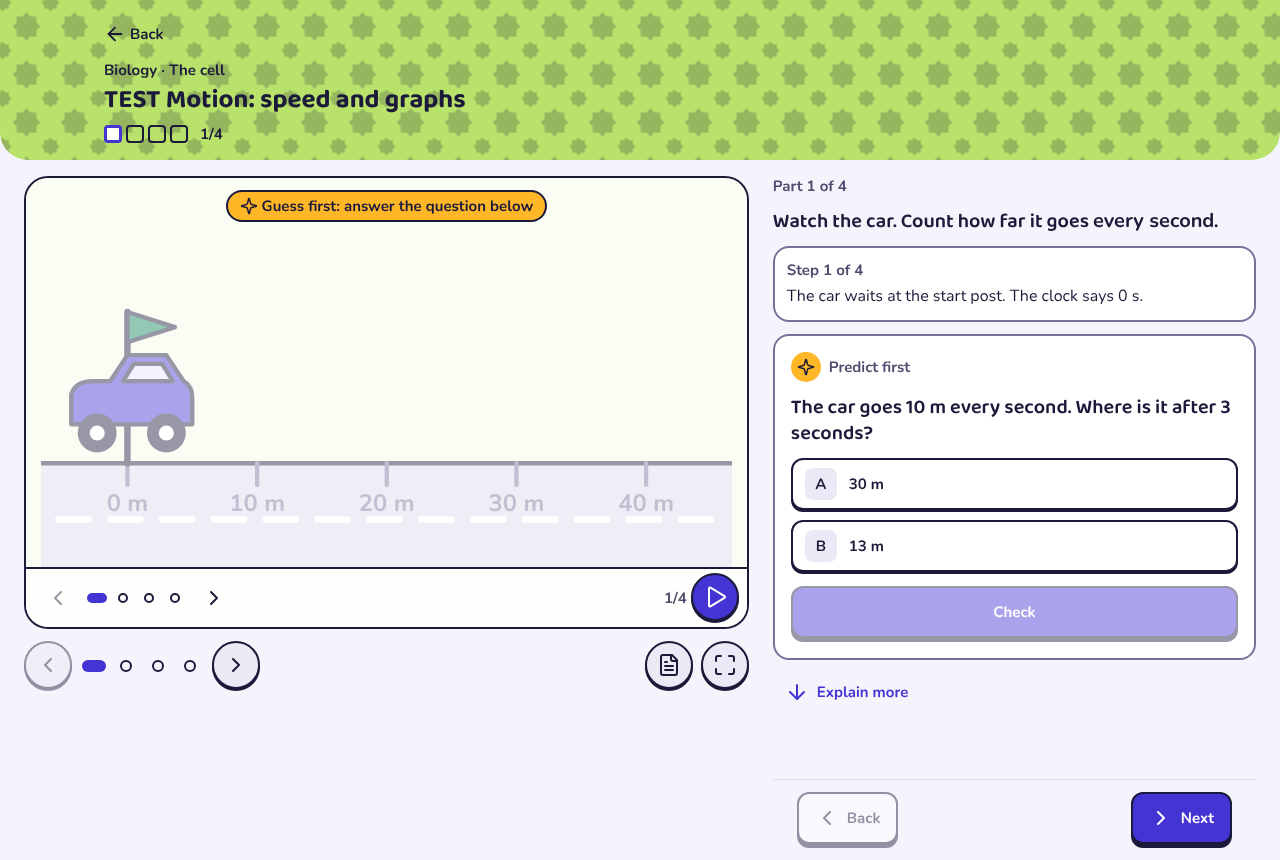 Back
Biology · The cell
TEST Motion: speed and graphs
1/4
Guess first: answer the question below
0 m 10 m 20 m 30 m 40 m
1/4
Part 1 of 4
Watch the car. Count how far it goes every second.
Step 1 of 4
The car waits at the start post. The clock says 0 s.
Predict first
The car goes 10 m every second. Where is it after 3
seconds?
A 30 m
B 13 m
Check
Explain more
Back
Next